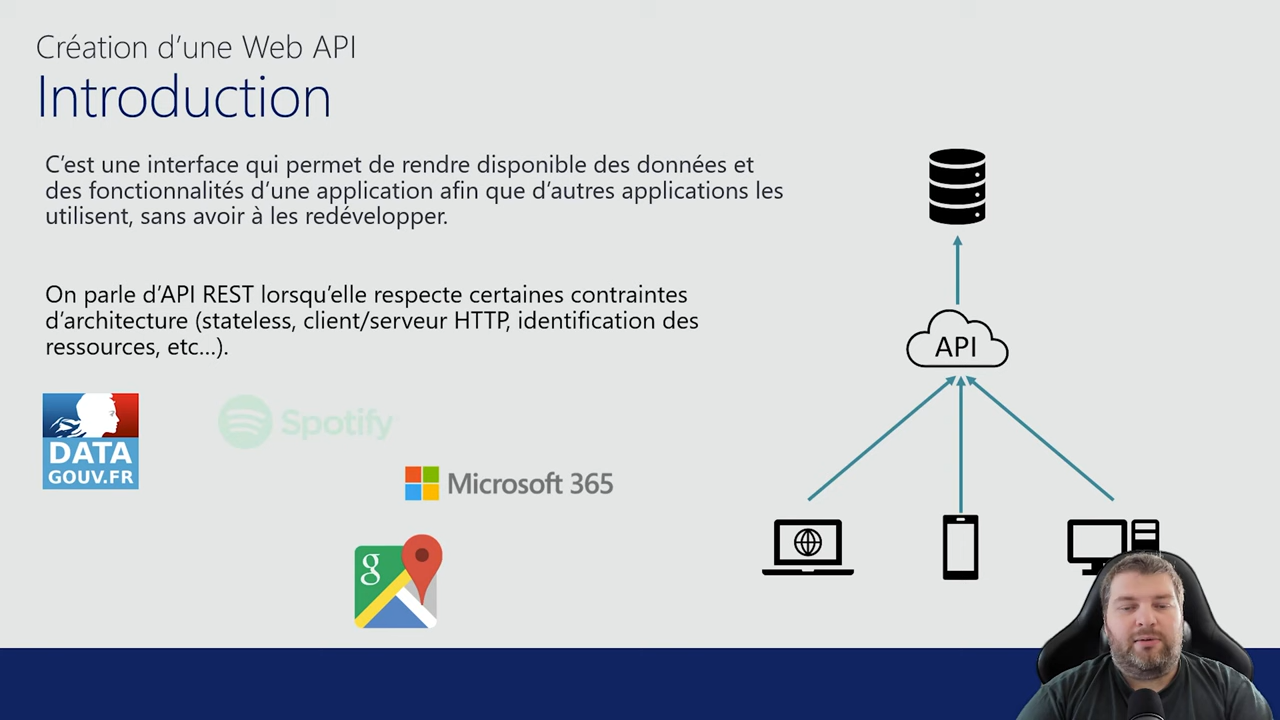 Création d’une Web API
Introduction
C’est une interface qui permet de rendre disponible des données et
des fonctionnalités d’une application afin que d’autres applications les
utilisent, sans avoir à les redévelopper.
On parle d’API REST lorsqu’elle respecte certaines contraintes
d’architecture (stateless, client/serveur HTTP, identification des
ressources, etc…).
DATA
GOUV.FR
Spotify
Microsoft 365
g
API